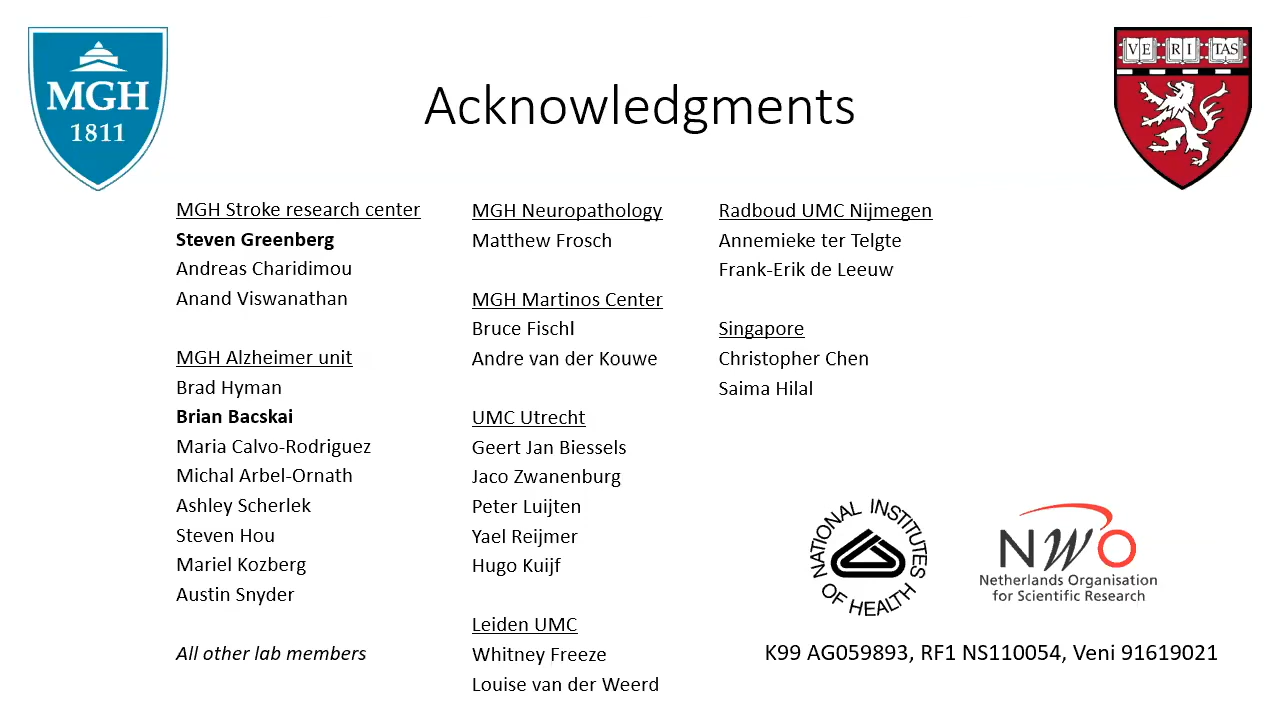 MGH
1811
VE RI TAS
Acknowledgments
MGH Stroke research center
Steven Greenberg
Andreas Charidimou
Anand Viswanathan
MGH Alzheimer unit
Brad Hyman
Brian Bacskai
Maria Calvo-Rodriguez
Michal Arbel-Ornath
Ashley Scherlek
Steven Hou
Mariel Kozberg
Austin Snyder
All other lab members
MGH Neuropathology
Matthew Frosch
MGH Martinos Center
Bruce Fischl
Andre van der Kouwe
UMC Utrecht
Geert Jan Biessels
Jaco Zwanenburg
Peter Luijten
Yael Reijmer
Hugo Kuijf
Leiden UMC
Whitney Freeze
Louise van der Weerd
Radboud UMC Nijmegen
Annemieke ter Telgte
Frank-Erik de Leeuw
Singapore
Christopher Chen
Saima Hilal
NATIONAL INSTITUTES
OF HEALTH
NWO
Netherlands Organisation
for Scientific Research
K99 AG059893, RF1 NS110054, Veni 91619021